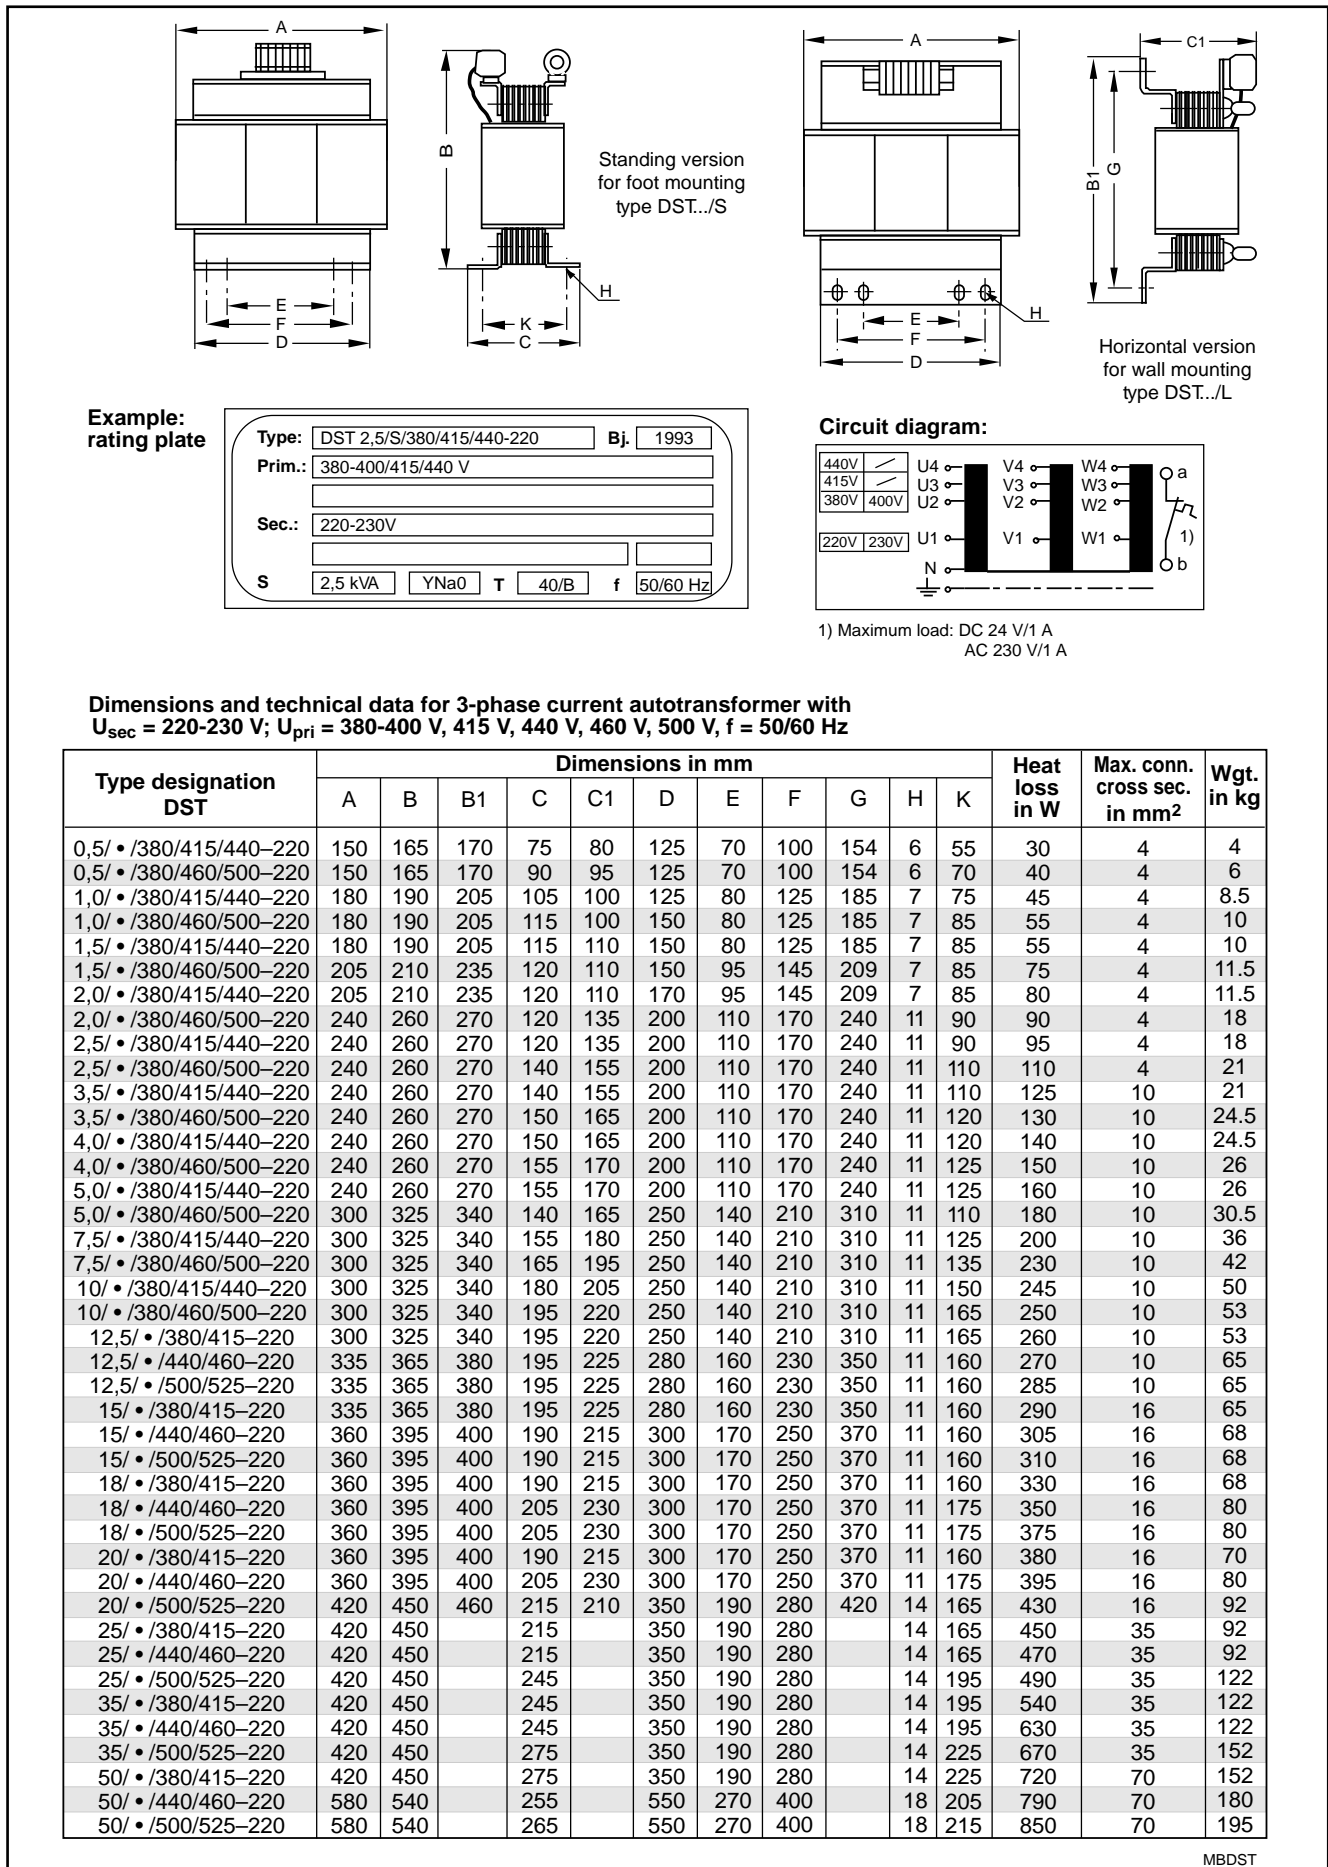 A
B
K
C
H
E
F
D
Standing version
for foot mounting
type DST.../S
A
C1
B1
G
H
E
F
D
Horizontal version
for wall mounting
type DST.../L
Example:
rating plate
Type: DST 2,5/S/380/415/440-220 Bj. 1993
Prim.: 380-400/415/440 V
Sec.: 220-230V
S 2,5 kVA YNa0 T 40/B f 50/60 Hz
Circuit diagram:
440V U4 V4 W4 a
415V U3 V3 W3
380V 400V U2 V2 W2
220V 230V U1 V1 W1 1)
N b
1) Maximum load: DC 24 V/1 A
AC 230 V/1 A
Dimensions and technical data for 3-phase current autotransformer with
Usec = 220-230 V; Upri = 380-400 V, 415 V, 440 V, 460 V, 500 V, f = 50/60 Hz
Type designation DST Dimensions in mm Heat loss in W Max. conn. cross sec. in mm2 Wgt. in kg
A B B1 C C1 D E F G H K
0,5/ • /380/415/440–220 150 165 170 75 80 125 70 100 154 6 55 30 4 4
0,5/ • /380/460/500–220 150 165 170 90 95 125 70 100 154 6 70 40 4 6
1,0/ • /380/415/440–220 180 190 205 105 100 125 80 125 185 7 75 45 4 8.5
1,0/ • /380/460/500–220 180 190 205 115 100 150 80 125 185 7 85 55 4 10
1,5/ • /380/415/440–220 180 190 205 115 110 150 80 125 185 7 85 55 4 10
1,5/ • /380/460/500–220 205 210 235 120 110 150 95 145 209 7 85 75 4 11.5
2,0/ • /380/415/440–220 205 210 235 120 110 170 95 145 209 7 85 80 4 11.5
2,0/ • /380/460/500–220 240 260 270 120 135 200 110 170 240 11 90 90 4 18
2,5/ • /380/415/440–220 240 260 270 120 135 200 110 170 240 11 90 95 4 18
2,5/ • /380/460/500–220 240 260 270 140 155 200 110 170 240 11 110 110 4 21
3,5/ • /380/415/440–220 240 260 270 140 155 200 110 170 240 11 110 125 10 21
3,5/ • /380/460/500–220 240 260 270 150 165 200 110 170 240 11 120 130 10 24.5
4,0/ • /380/415/440–220 240 260 270 150 165 200 110 170 240 11 120 140 10 24.5
4,0/ • /380/460/500–220 240 260 270 155 170 200 110 170 240 11 125 150 10 26
5,0/ • /380/415/440–220 240 260 270 155 170 200 110 170 240 11 125 160 10 26
5,0/ • /380/460/500–220 300 325 340 140 165 250 140 210 310 11 110 180 10 30.5
7,5/ • /380/415/440–220 300 325 340 155 180 250 140 210 310 11 125 200 10 36
7,5/ • /380/460/500–220 300 325 340 165 195 250 140 210 310 11 135 230 10 42
10/ • /380/415/440–220 300 325 340 180 205 250 140 210 310 11 150 245 10 50
10/ • /380/460/500–220 300 325 340 195 220 250 140 210 310 11 165 250 10 53
12,5/ • /380/415–220 300 325 340 195 220 250 140 210 310 11 165 260 10 53
12,5/ • /440/460–220 335 365 380 195 225 280 160 230 350 11 160 270 10 65
12,5/ • /500/525–220 335 365 380 195 225 280 160 230 350 11 160 285 10 65
15/ • /380/415–220 335 365 380 195 225 280 160 230 350 11 160 290 16 65
15/ • /440/460–220 360 395 400 190 215 300 170 250 370 11 160 305 16 68
15/ • /500/525–220 360 395 400 190 215 300 170 250 370 11 160 310 16 68
18/ • /380/415–220 360 395 400 190 215 300 170 250 370 11 160 330 16 68
18/ • /440/460–220 360 395 400 205 230 300 170 250 370 11 175 350 16 80
18/ • /500/525–220 360 395 400 205 230 300 170 250 370 11 175 375 16 80
20/ • /380/415–220 360 395 400 190 215 300 170 250 370 11 160 380 16 70
20/ • /440/460–220 360 395 400 205 230 300 170 250 370 11 175 395 16 80
20/ • /500/525–220 420 450 460 215 210 350 190 280 420 14 165 430 16 92
25/ • /380/415–220 420 450 215 350 190 280 14 165 450 35 92
25/ • /440/460–220 420 450 215 350 190 280 14 165 470 35 92
25/ • /500/525–220 420 450 245 350 190 280 14 195 490 35 122
35/ • /380/415–220 420 450 245 350 190 280 14 195 540 35 122
35/ • /440/460–220 420 450 245 350 190 280 14 195 630 35 122
35/ • /500/525–220 420 450 275 350 190 280 14 225 670 35 152
50/ • /380/415–220 420 450 275 350 190 280 14 225 720 70 152
50/ • /440/460–220 580 540 255 550 270 400 18 205 790 70 180
50/ • /500/525–220 580 540 265 550 270 400 18 215 850 70 195
MBDST